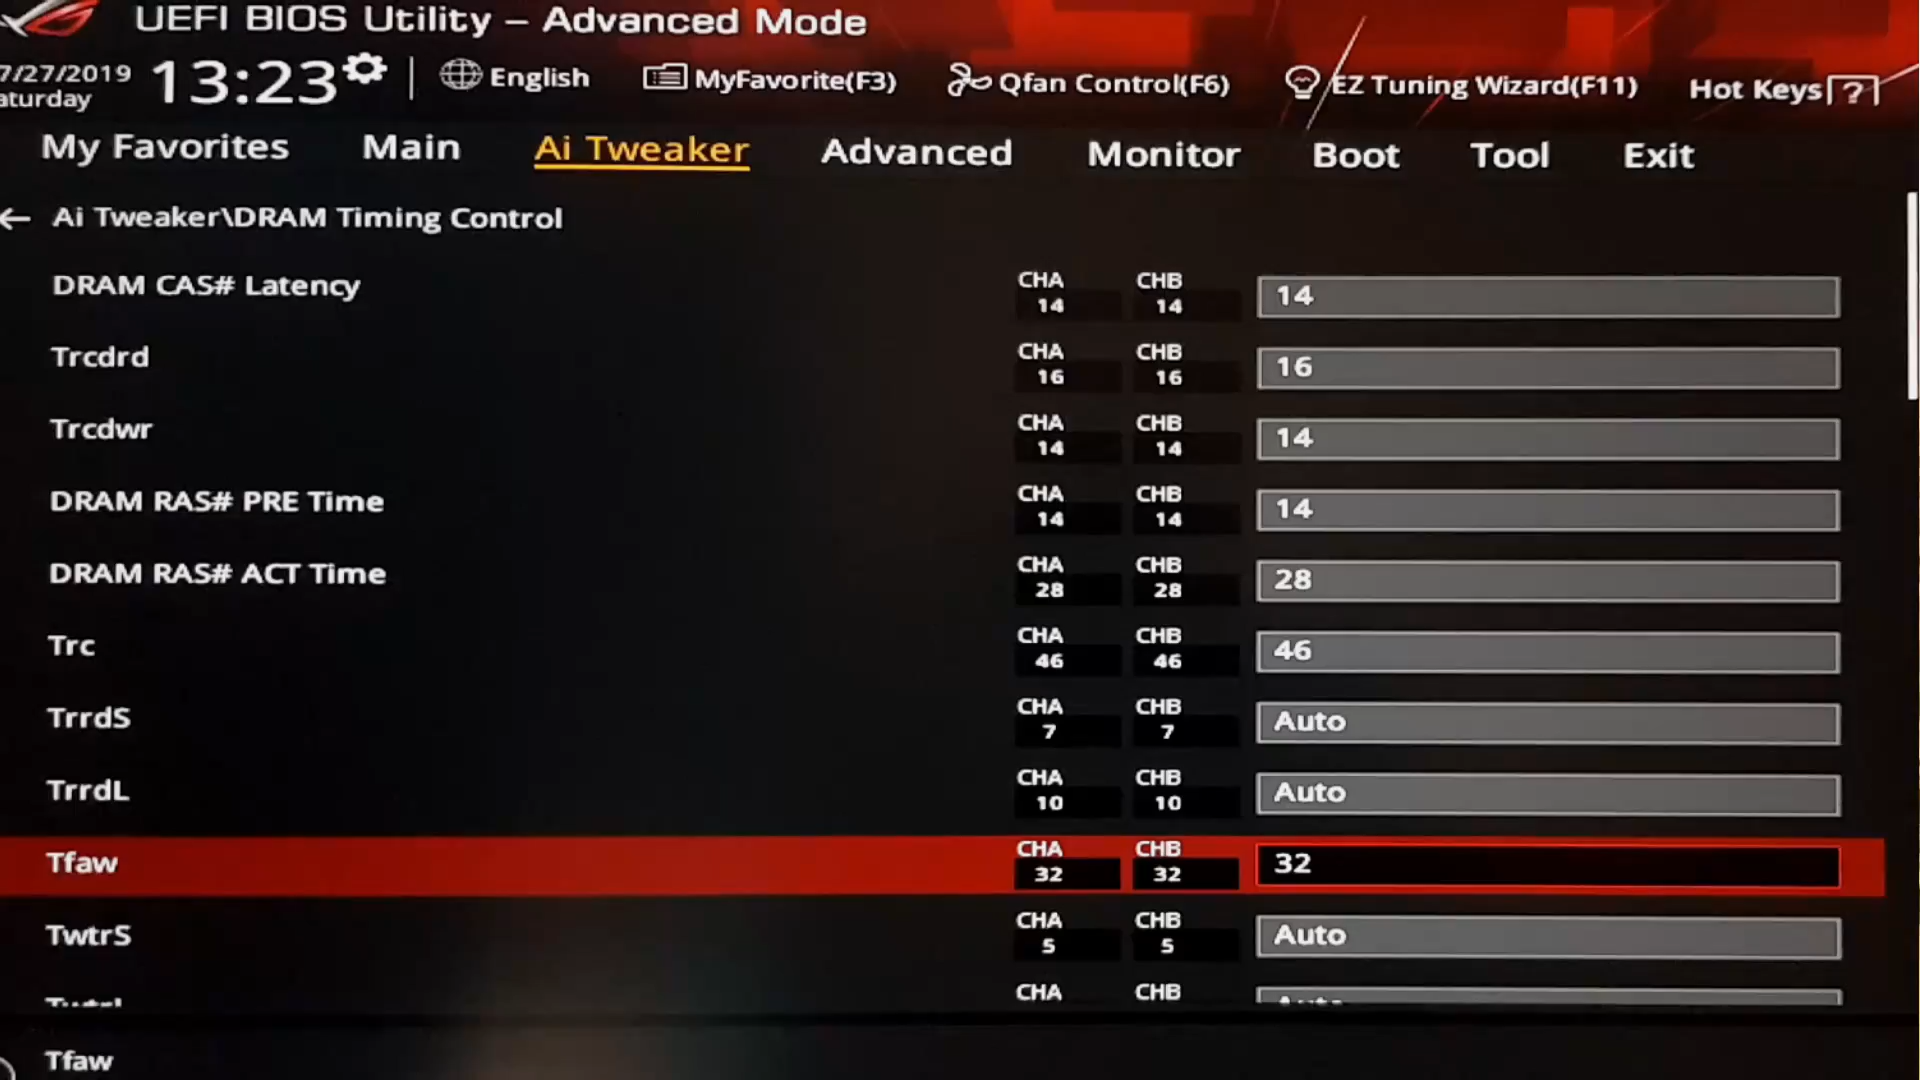 UEFI BIOS Utility – Advanced Mode
7/27/2019 13:23 English MyFavorite(F3) Qfan Control(F6) EZ Tuning Wizard(F11) Hot Keys ?
aturday
My Favorites Main Ai Tweaker Advanced Monitor Boot Tool Exit
← Ai Tweaker\DRAM Timing Control
DRAM CAS# Latency CHA 14 CHB 14 14
Trcdrd CHA 16 CHB 16 16
Trcdwr CHA 14 CHB 14 14
DRAM RAS# PRE Time CHA 14 CHB 14 14
DRAM RAS# ACT Time CHA 28 CHB 28 28
Trc CHA 46 CHB 46 46
TrrdS CHA 7 CHB 7 Auto
TrrdL CHA 10 CHB 10 Auto
Tfaw CHA 32 CHB 32 32
TwtrS CHA 5 CHB 5 Auto
CHA CHB
Tfaw